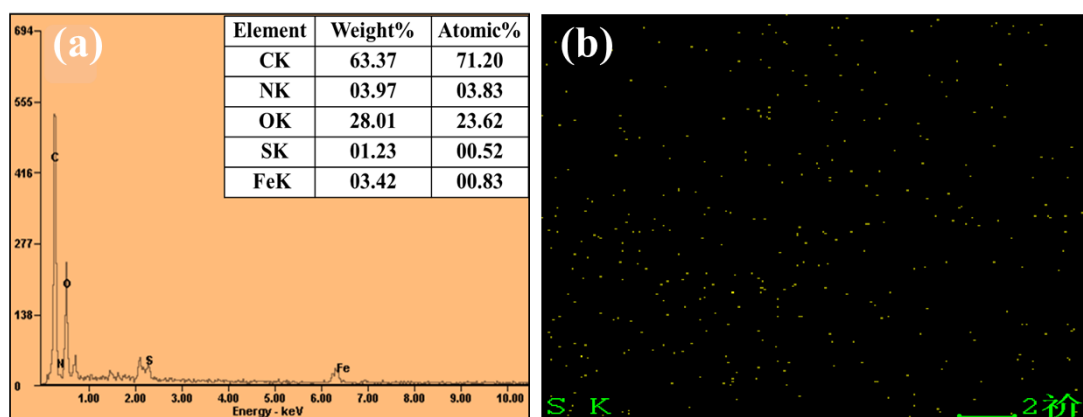 (a)
Element Weight% Atomic%
CK 63.37 71.20
NK 03.97 03.83
OK 28.01 23.62
SK 01.23 00.52
FeK 03.42 00.83
694
555
416
277
138
0
C
N
O
S
Fe
1.00 2.00 3.00 4.00 5.00 6.00 7.00 8.00 9.00 10.00
Energy - keV
(b)
S K
2祄